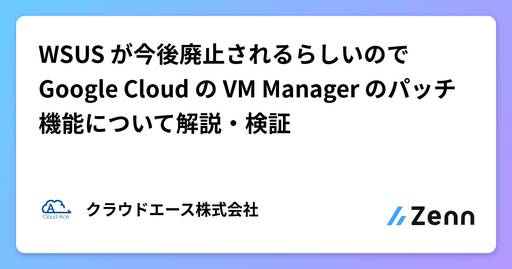 WSUS が今後廃止されるらしいので
Google Cloud の VM Manager のパッチ
機能について解説・検証
A
Cloud Ace
クラウドエース株式会社
Zenn